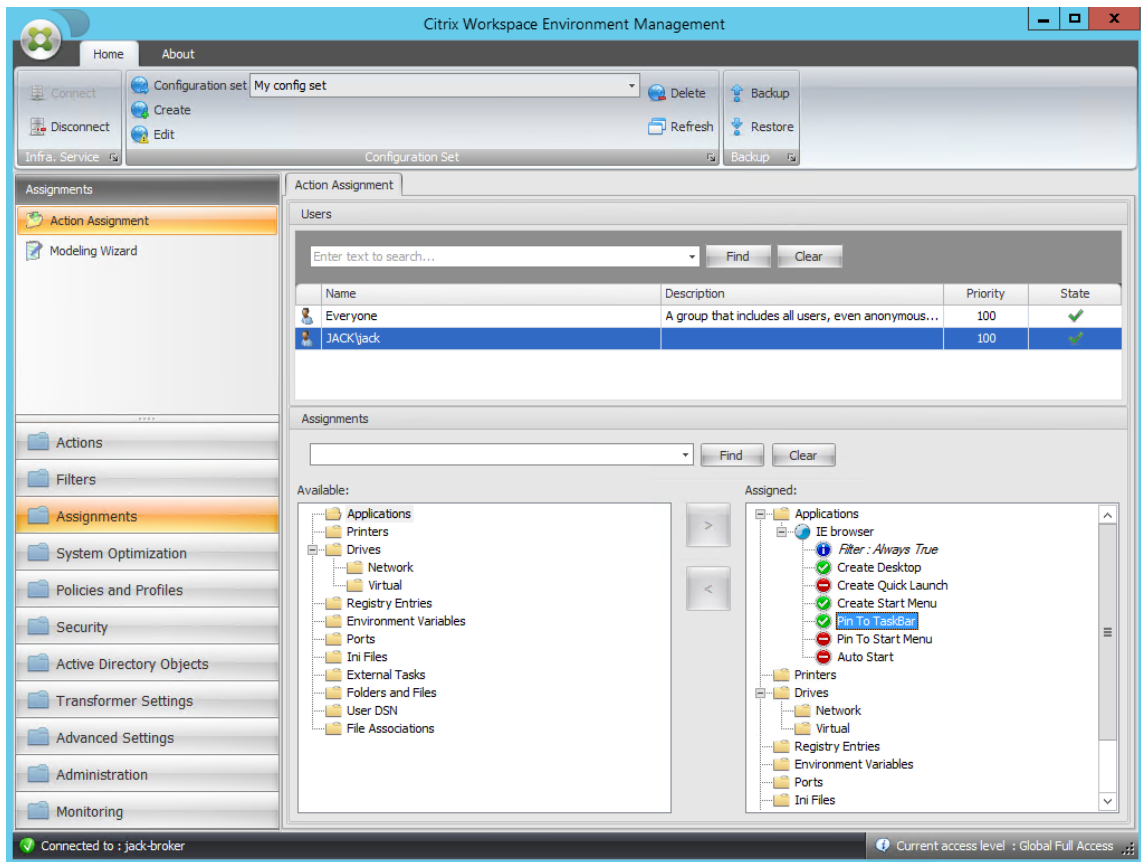 Citrix Workspace Environment Management
Home About
Connect
Disconnect
Infra. Service
Configuration set My config set
Create
Edit
Delete
Refresh
Configuration Set
Backup
Restore
Backup
Assignments
Action Assignment
Modeling Wizard
Actions
Filters
Assignments
System Optimization
Policies and Profiles
Security
Active Directory Objects
Transformer Settings
Advanced Settings
Administration
Monitoring
Action Assignment
Users
Enter text to search... Find Clear
Name Description Priority State
Everyone A group that includes all users, even anonymous... 100
JACK\jack 100
Assignments
Find Clear
Available:
Applications
Printers
Drives
Network
Virtual
Registry Entries
Environment Variables
Ports
Ini Files
External Tasks
Folders and Files
User DSN
File Associations
>
<
Assigned:
Applications
IE browser
Filter : Always True
Create Desktop
Create Quick Launch
Create Start Menu
Pin To TaskBar
Pin To Start Menu
Auto Start
Printers
Drives
Network
Virtual
Registry Entries
Environment Variables
Ports
Ini Files
Connected to : jack-broker
Current access level : Global Full Access